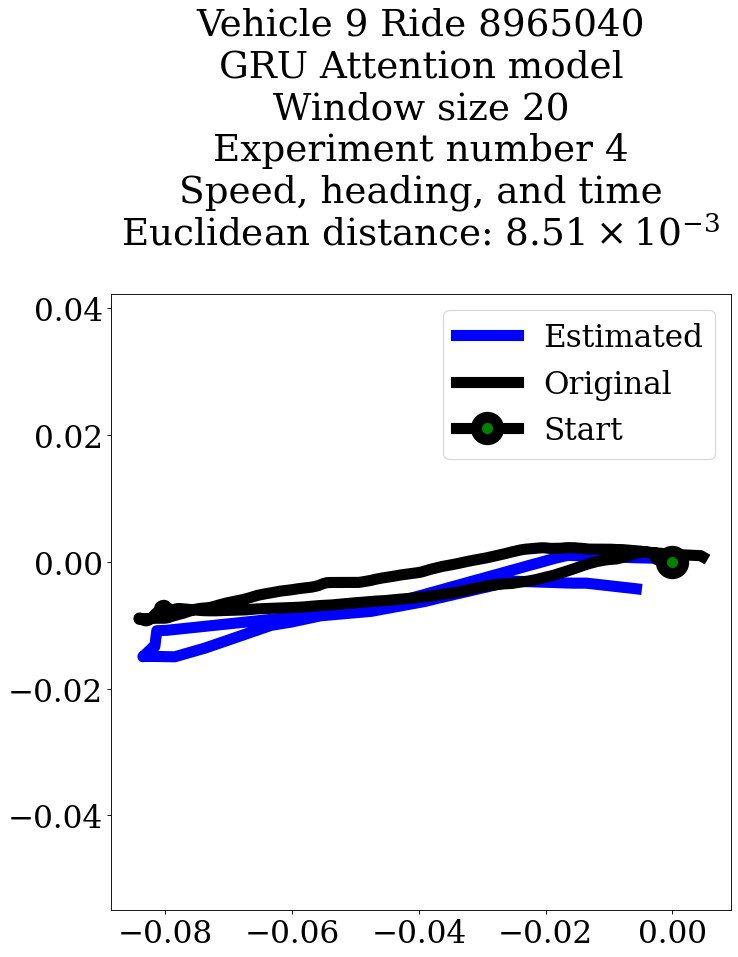 Vehicle 9 Ride 8965040
GRU Attention model
Window size 20
Experiment number 4
Speed, heading, and time
Euclidean distance: 8.51 × 10⁻³
Estimated
Original
Start
0.04
0.02
0.00
−0.02
−0.04
−0.08 −0.06 −0.04 −0.02 0.00